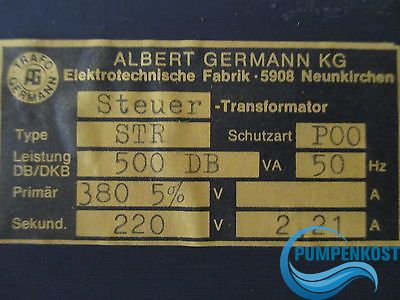 TRAFO
AG
GERMANN
ALBERT GERMANN KG
Elektrotechnische Fabrik · 5908 Neunkirchen
Steuer -Transformator
Type STR Schutzart P00
Leistung DB/DKB 500 DB VA 50 Hz
Primär 380 5% V A
Sekund. 220 V 2,21 A
PUMPENKOST